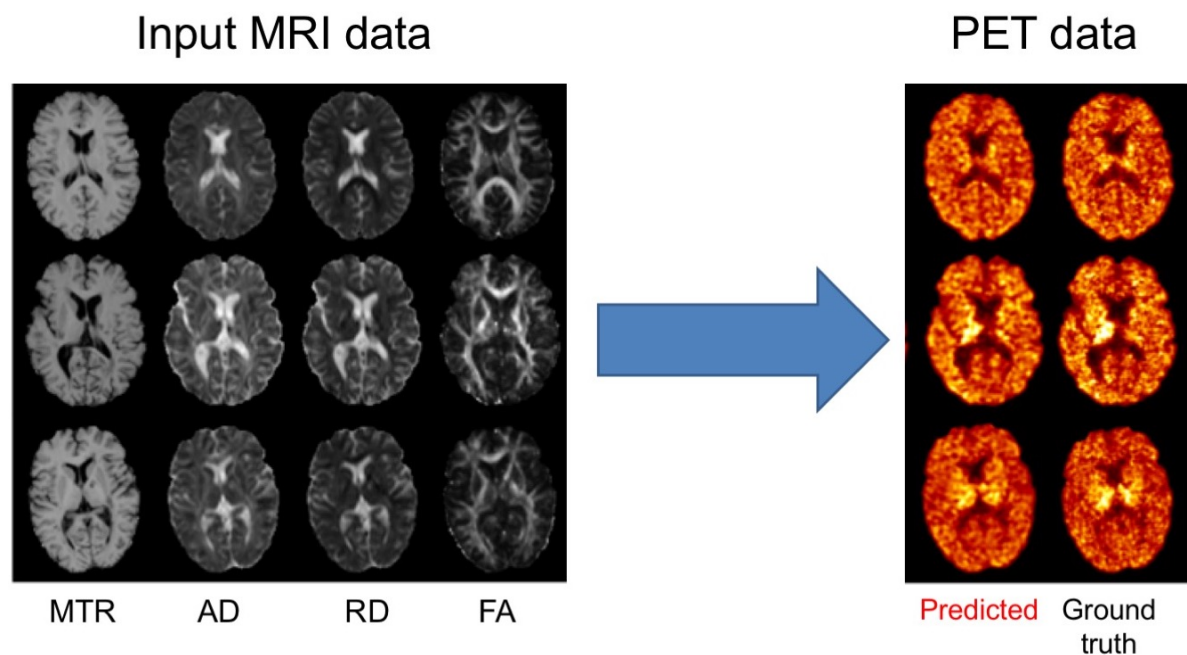 Input MRI data
PET data
MTR
AD
RD
FA
Predicted
Ground
truth